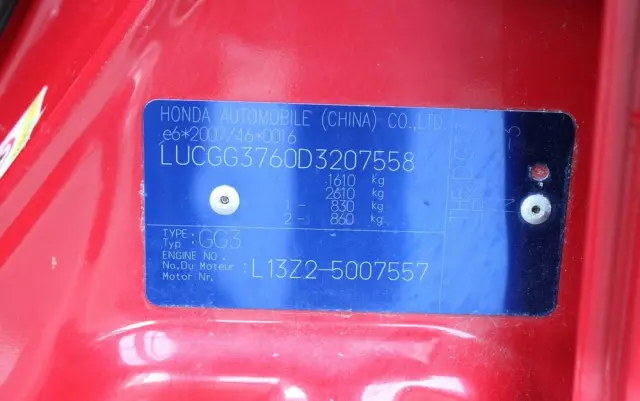 HONDA AUTOMOBILE (CHINA) CO.,LTD.
e6*2007/46*0016
LUCGG3760D3207558
1610 kg
2610 kg
1- 830 kg
2- 860 kg
TYPE:
Typ: GG3
ENGINE NO.
No.Du Moteur: L13Z2-5007557
Motor Nr.